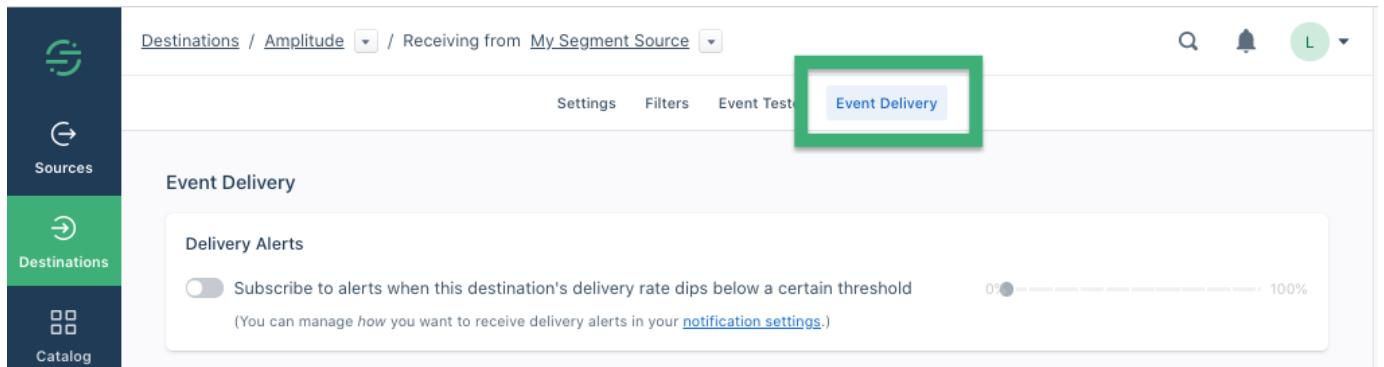 Destinations / Amplitude / Receiving from My Segment Source
L
Settings Filters Event Teste Event Delivery
Sources
Event Delivery
Destinations
Delivery Alerts
Subscribe to alerts when this destination's delivery rate dips below a certain threshold 0% 100%
(You can manage how you want to receive delivery alerts in your notification settings.)
Catalog